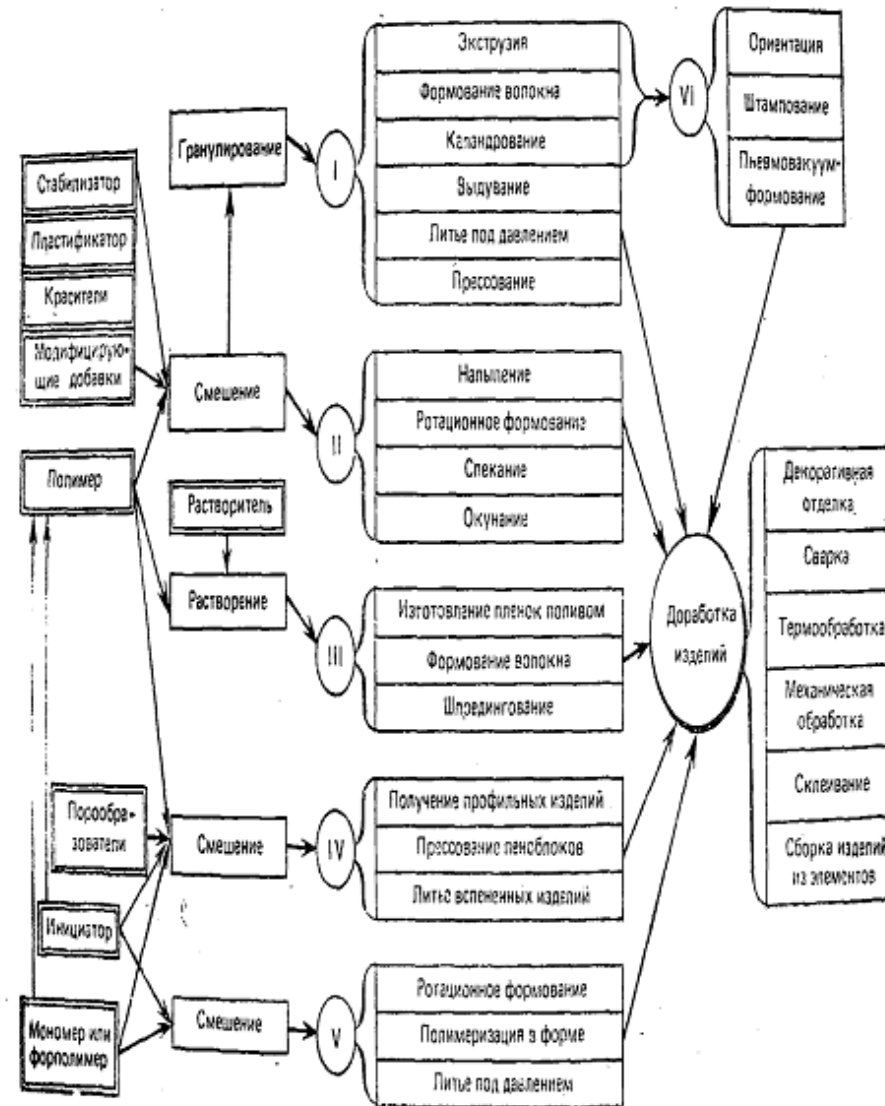 Экструзия
Формование волокна
Каландрование
Выдувание
Литье под давлением
Прессование
I
VI
Ориентация
Штампование
Пневмовакуум-
формование
Гранулирование
Стабилизатор
Пластификатор
Красители
Модифицирую-
щие добавки
Смешение
II
Напыление
Ротационное формование
Спекание
Окунание
Полимер
Растворитель
Растворение
III
Изготовление пленок поливом
Формование волокна
Шпредингование
Доработка
изделий
Декоративная
отделка
Сварка
Термообработка
Механическая
обработка
Склеивание
Сборка изделий
из элементов
Порообра-
зователи
Смешение
IV
Получение профильных изделий
Прессование пеноблоков
Литье вспененных изделий
Инициатор
Мономер или
форполимер
Смешение
V
Ротационное формование
Полимеризация в форме
Литье под давлением